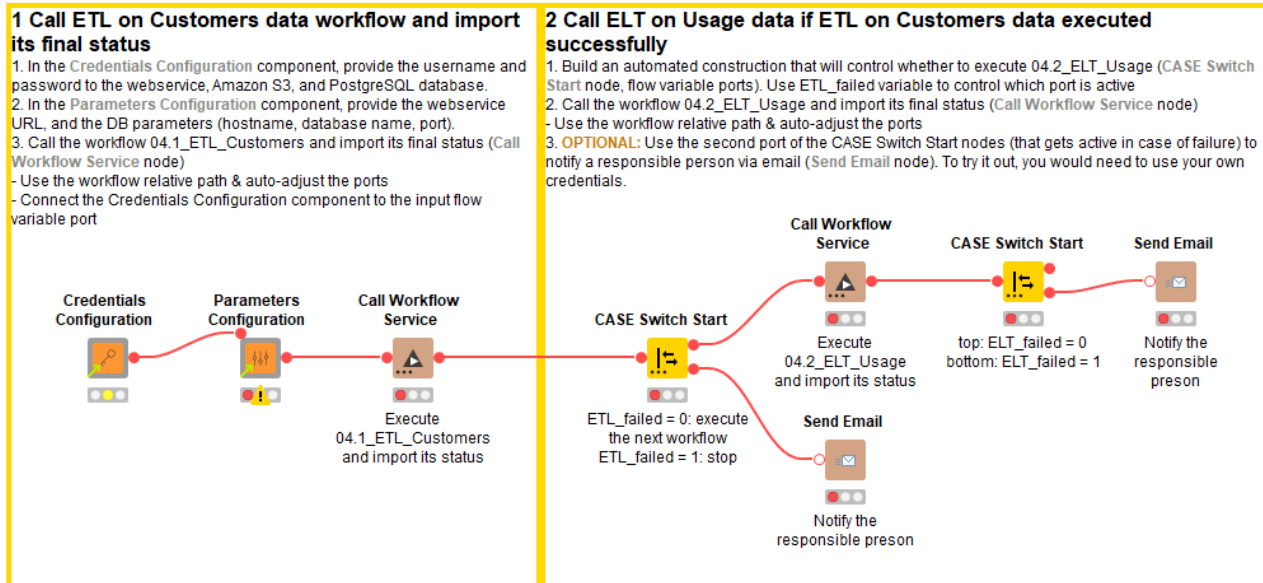 1 Call ETL on Customers data workflow and import
its final status
1. In the Credentials Configuration component, provide the username and
password to the webservice, Amazon S3, and PostgreSQL database.
2. In the Parameters Configuration component, provide the webservice
URL, and the DB parameters (hostname, database name, port).
3. Call the workflow 04.1_ETL_Customers and import its final status (Call
Workflow Service node)
- Use the workflow relative path & auto-adjust the ports
- Connect the Credentials Configuration component to the input flow
variable port
Credentials
Configuration
Parameters
Configuration
Call Workflow
Service
Execute
04.1_ETL_Customers
and import its status
2 Call ELT on Usage data if ETL on Customers data executed
successfully
1. Build an automated construction that will control whether to execute 04.2_ELT_Usage (CASE Switch
Start node, flow variable ports). Use ETL_failed variable to control which port is active
2. Call the workflow 04.2_ELT_Usage and import its final status (Call Workflow Service node)
- Use the workflow relative path & auto-adjust the ports
3. OPTIONAL: Use the second port of the CASE Switch Start nodes (that gets active in case of failure) to
notify a responsible person via email (Send Email node). To try it out, you would need to use your own
credentials.
CASE Switch Start
ETL_failed = 0: execute
the next workflow
ETL_failed = 1: stop
Call Workflow
Service
Execute
04.2_ELT_Usage
and import its status
CASE Switch Start
top: ELT_failed = 0
bottom: ELT_failed = 1
Send Email
Notify the
responsible
preson
Send Email
Notify the
responsible preson